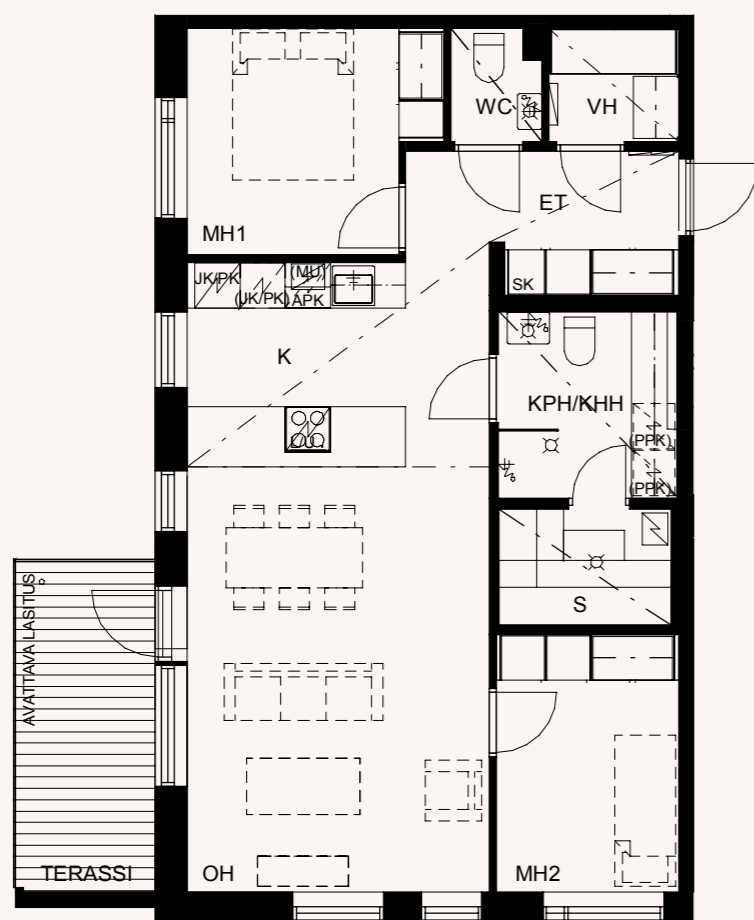 WC
VH
ET
MH1
JK/PK
(JK/PK)
(MU)
APK
SK
K
KPH/KHH
(PPK)
(PPK)
S
AVATTAVA LASITUS
TERASSI
OH
MH2